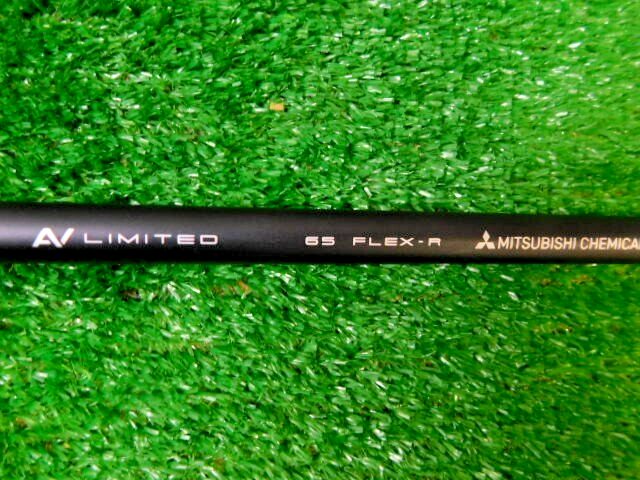 AV LIMITED 65 FLEX-R MITSUBISHI CHEMICAL